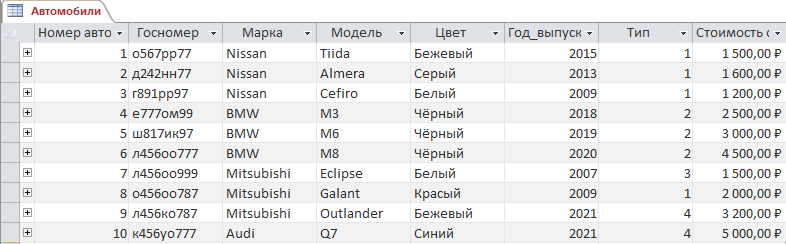 Автомобили
Номер авто Госномер Марка Модель Цвет Год_выпуск Тип Стоимость с
1 о567рр77 Nissan Tiida Бежевый 2015 1 1 500,00 ₽
2 д242нн77 Nissan Almera Серый 2013 1 1 600,00 ₽
3 г891рр97 Nissan Cefiro Белый 2009 1 1 200,00 ₽
4 е777ом99 BMW M3 Чёрный 2018 2 2 500,00 ₽
5 ш817ик97 BMW M6 Чёрный 2019 2 3 000,00 ₽
6 л456оо777 BMW M8 Чёрный 2020 2 4 500,00 ₽
7 л456оо999 Mitsubishi Eclipse Белый 2007 3 1 500,00 ₽
8 о456оо787 Mitsubishi Galant Красый 2009 1 2 000,00 ₽
9 л456ко787 Mitsubishi Outlander Бежевый 2021 4 3 200,00 ₽
10 к456уо777 Audi Q7 Синий 2021 4 5 000,00 ₽